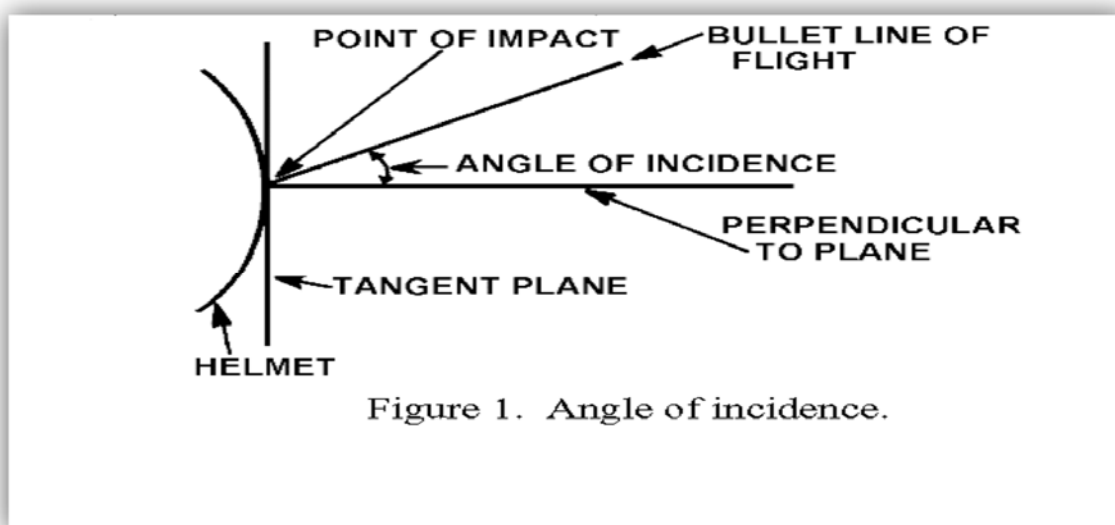 POINT OF IMPACT
BULLET LINE OF
FLIGHT
ANGLE OF INCIDENCE
PERPENDICULAR
TO PLANE
TANGENT PLANE
HELMET
Figure 1. Angle of incidence.